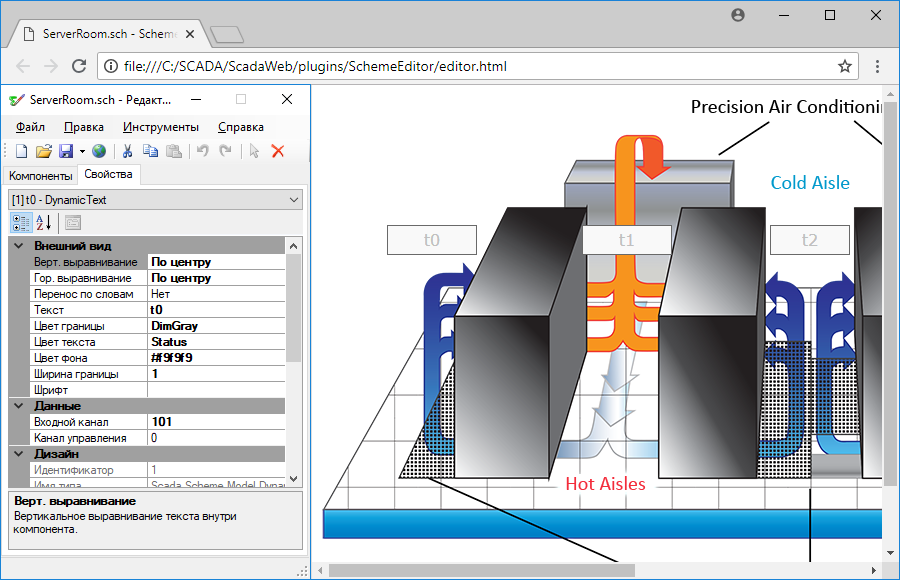 ServerRoom.sch - Schem
file:///C:/SCADA/ScadaWeb/plugins/SchemeEditor/editor.html
ServerRoom.sch - Редакт...
Файл Правка Инструменты Справка
Компоненты Свойства
[1] t0 - DynamicText
Внешний вид
Верт. выравнивание По центру
Гор. выравнивание По центру
Перенос по словам Нет
Текст t0
Цвет границы DimGray
Цвет текста Status
Цвет фона #f9f9f9
Ширина границы 1
Шрифт
Данные
Входной канал 101
Канал управления 0
Дизайн
Идентификатор 1
Имя типа Scada.Scheme.Model.Dynam
Верт. выравнивание
Вертикальное выравнивание текста внутри
компонента.
Precision Air Conditionin
Cold Aisle
t0 t1 t2
Hot Aisles